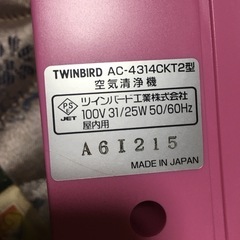 TWINBIRD AC-4314CKT2型
空気清浄機
PSE
JET
ツインバード工業株式会社
100V 31/25W 50/60Hz
屋内用
A6I215
MADE IN JAPAN